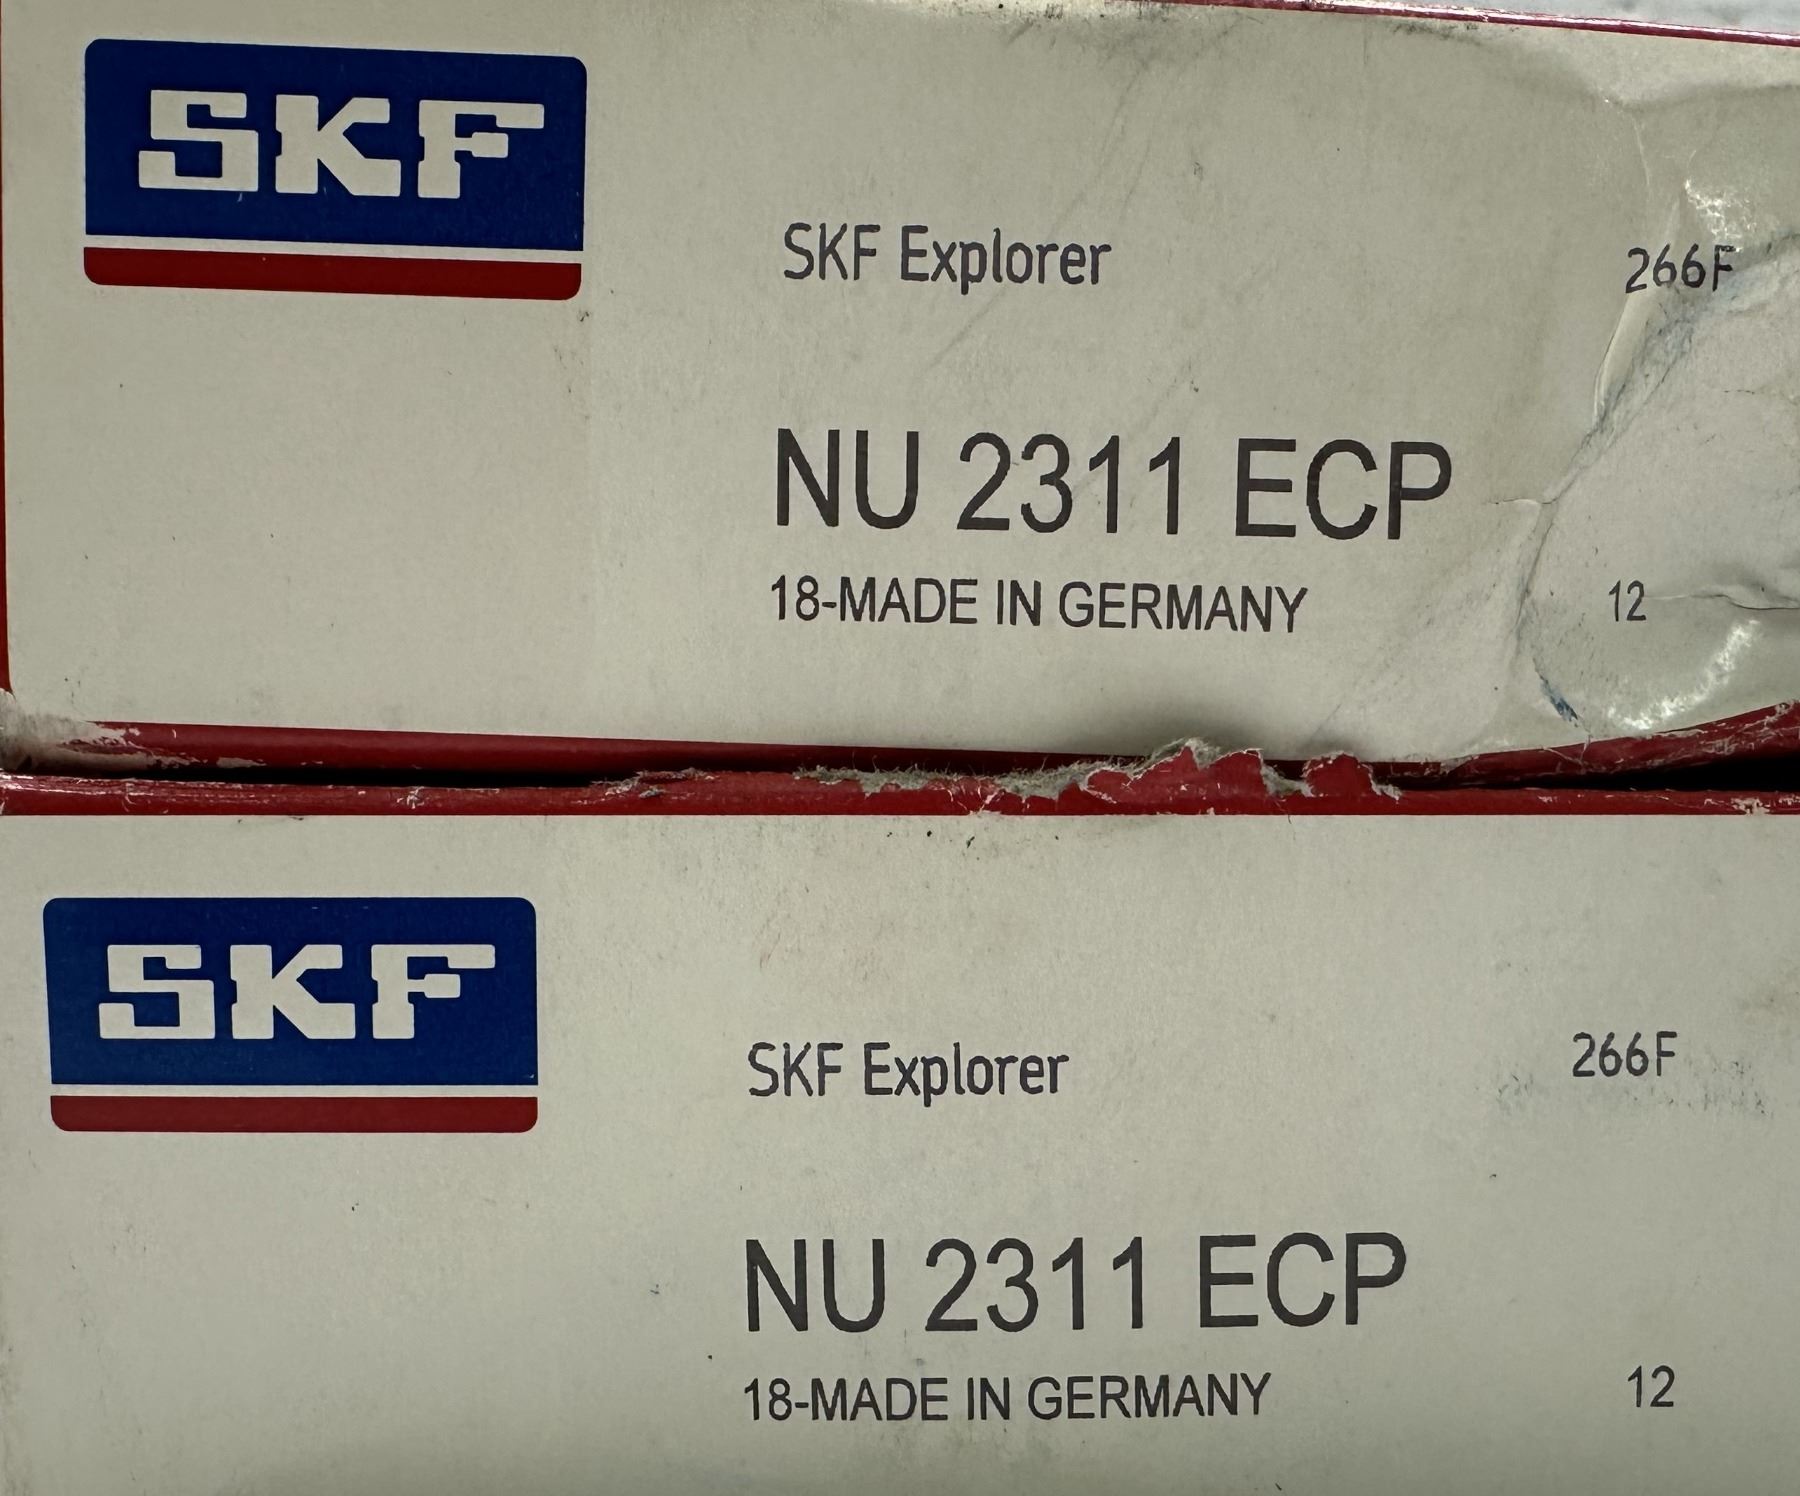 SKF
SKF Explorer 266F
NU 2311 ECP
18-MADE IN GERMANY 12
SKF
SKF Explorer 266F
NU 2311 ECP
18-MADE IN GERMANY 12